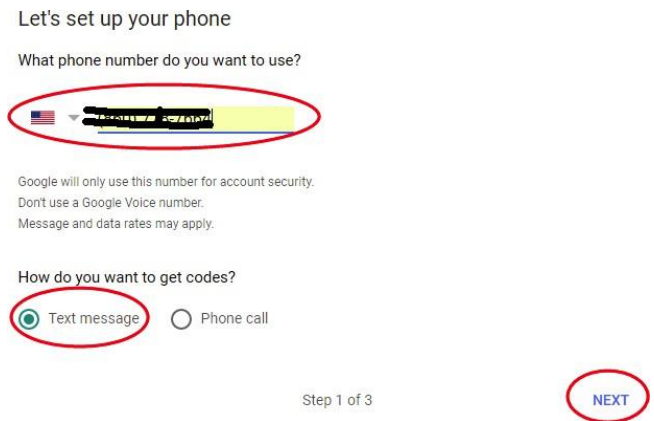 Let's set up your phone
What phone number do you want to use?
Google will only use this number for account security.
Don't use a Google Voice number.
Message and data rates may apply.
How do you want to get codes?
Text message Phone call
Step 1 of 3 NEXT